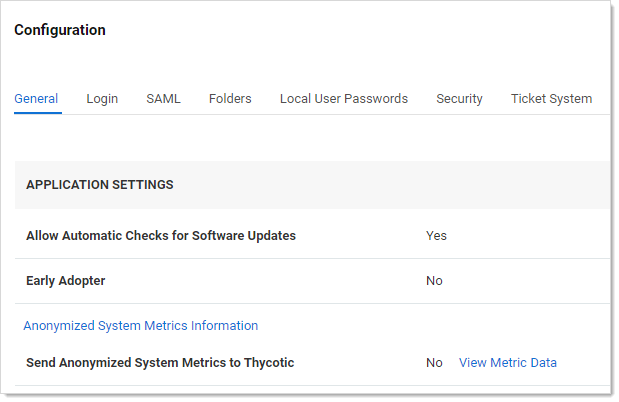 Configuration
General Login SAML Folders Local User Passwords Security Ticket System
APPLICATION SETTINGS
Allow Automatic Checks for Software Updates Yes
Early Adopter No
Anonymized System Metrics Information
Send Anonymized System Metrics to Thycotic No View Metric Data